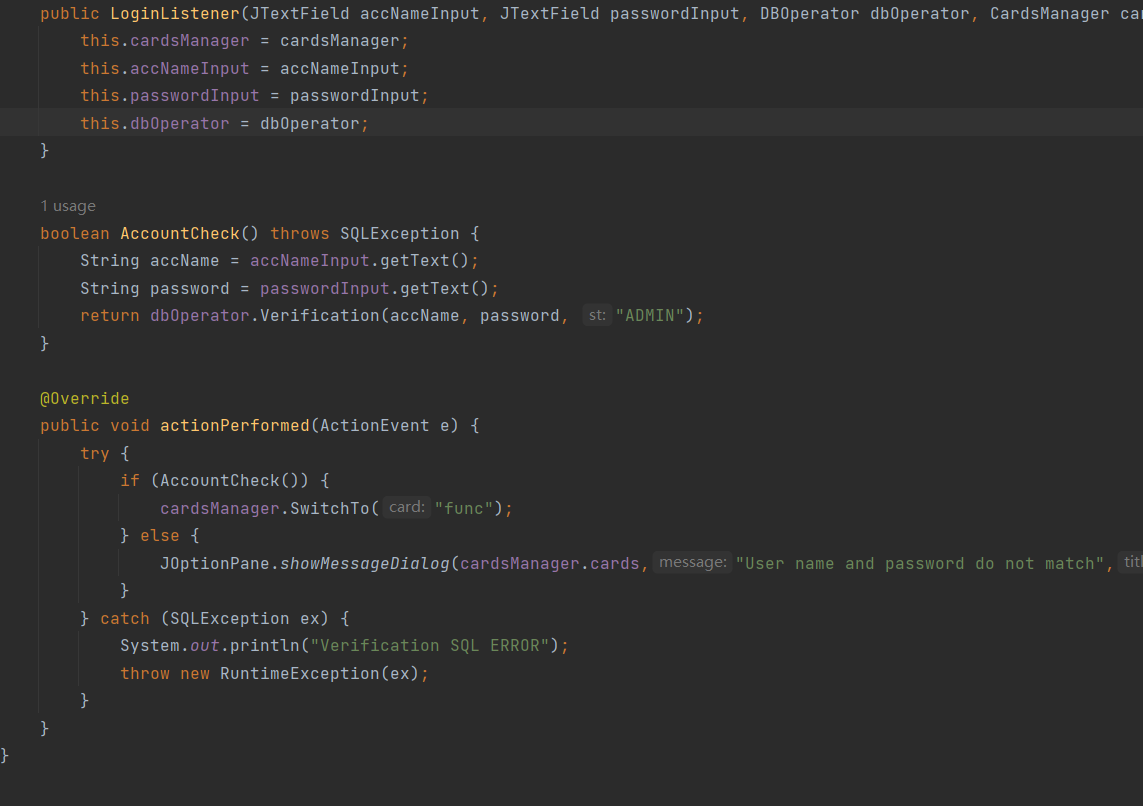 public LoginListener(JTextField accNameInput, JTextField passwordInput, DBOperator dbOperator, CardsManager
this.cardsManager = cardsManager;
this.accNameInput = accNameInput;
this.passwordInput = passwordInput;
this.dbOperator = dbOperator;
}
1 usage
boolean AccountCheck() throws SQLException {
String accName = accNameInput.getText();
String password = passwordInput.getText();
return dbOperator.Verification(accName, password, st: "ADMIN");
}
@Override
public void actionPerformed(ActionEvent e) {
try {
if (AccountCheck()) {
cardsManager.SwitchTo( card: "func");
} else {
JOptionPane.showMessageDialog(cardsManager.cards, message: "User name and password do not match",
}
} catch (SQLException ex) {
System.out.println("Verification SQL ERROR");
throw new RuntimeException(ex);
}
}
}